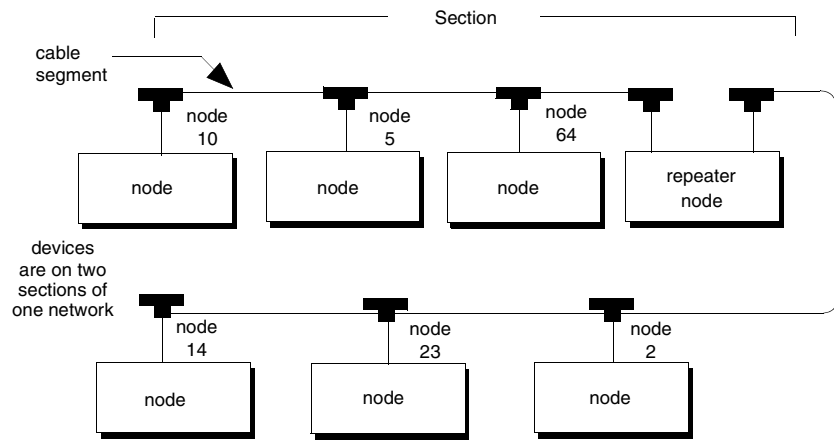 Section
cable
segment
node
10
node
5
node
64
node
node
node
repeater
node
devices
are on two
sections of
one network
node
14
node
23
node
2
node
node
node